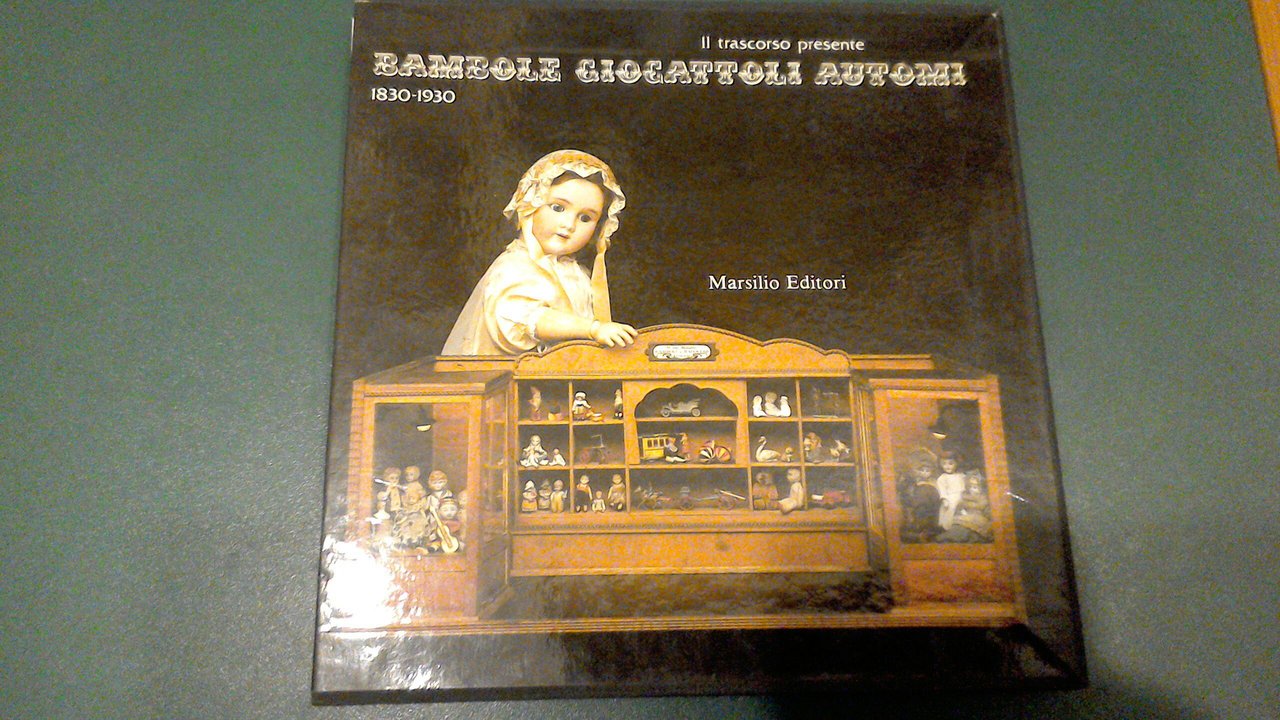 Il trascorso presente
BAMBOLE GIOCATTOLI AUTOMI
1830-1930
Marsilio Editori